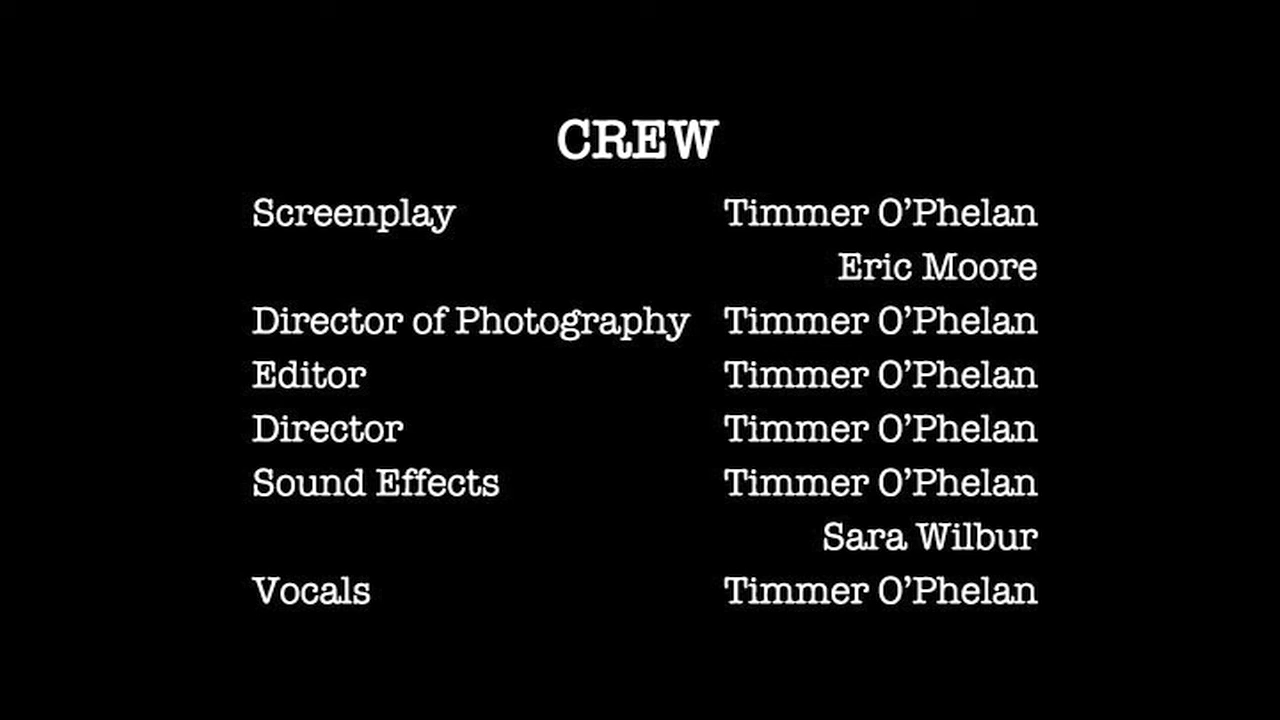 CREW
Screenplay Timmer O’Phelan
Eric Moore
Director of Photography Timmer O’Phelan
Editor Timmer O’Phelan
Director Timmer O’Phelan
Sound Effects Timmer O’Phelan
Sara Wilbur
Vocals Timmer O’Phelan